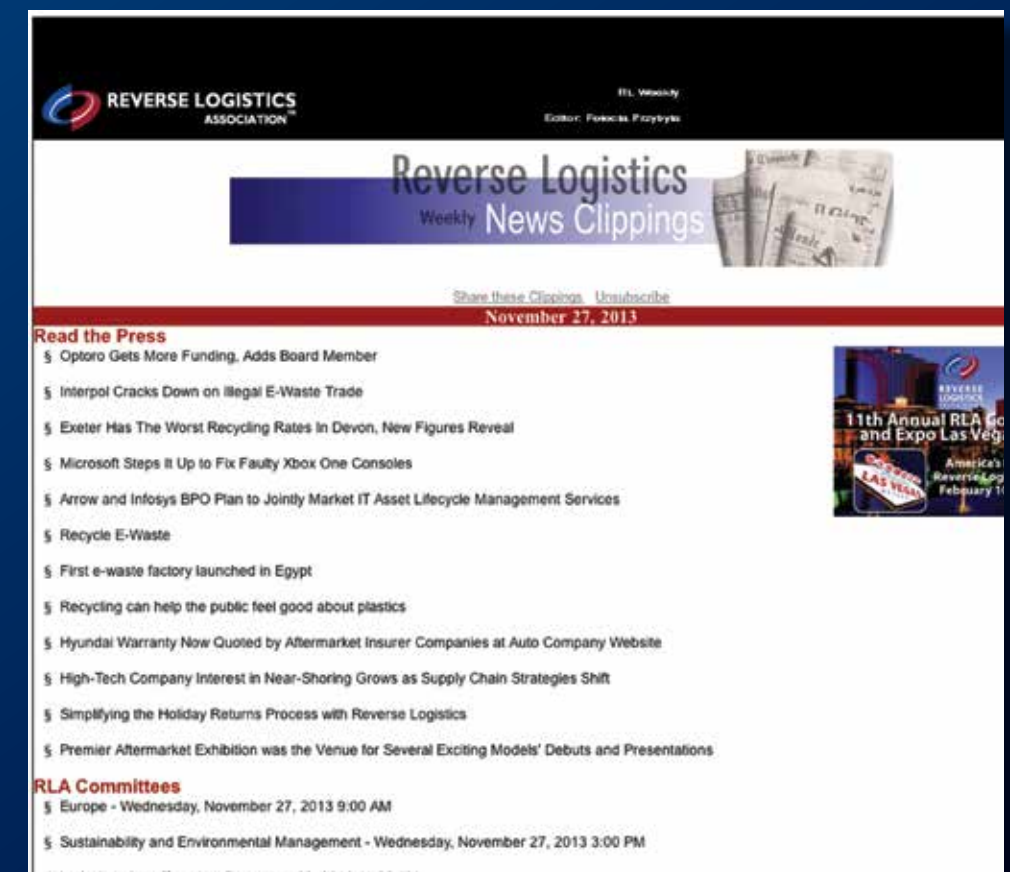 REVERSE LOGISTICS
ASSOCIATION™
RL Weekly
Editor: Felecia Przybyla
Reverse Logistics
Weekly News Clippings
Share these Clippings Unsubscribe
November 27, 2013
Read the Press
§ Optoro Gets More Funding, Adds Board Member
§ Interpol Cracks Down on Illegal E-Waste Trade
§ Exeter Has The Worst Recycling Rates In Devon, New Figures Reveal
§ Microsoft Steps It Up to Fix Faulty Xbox One Consoles
§ Arrow and Infosys BPO Plan to Jointly Market IT Asset Lifecycle Management Services
§ Recycle E-Waste
§ First e-waste factory launched in Egypt
§ Recycling can help the public feel good about plastics
§ Hyundai Warranty Now Quoted by Aftermarket Insurer Companies at Auto Company Website
§ High-Tech Company Interest in Near-Shoring Grows as Supply Chain Strategies Shift
§ Simplifying the Holiday Returns Process with Reverse Logistics
§ Premier Aftermarket Exhibition was the Venue for Several Exciting Models' Debuts and Presentations
REVERSE
LOGISTICS
11th Annual RLA
and Expo Las
LAS VEGAS
America's
Reverse
February
RLA Committees
§ Europe - Wednesday, November 27, 2013 9:00 AM
§ Sustainability and Environmental Management - Wednesday, November 27, 2013 3:00 PM